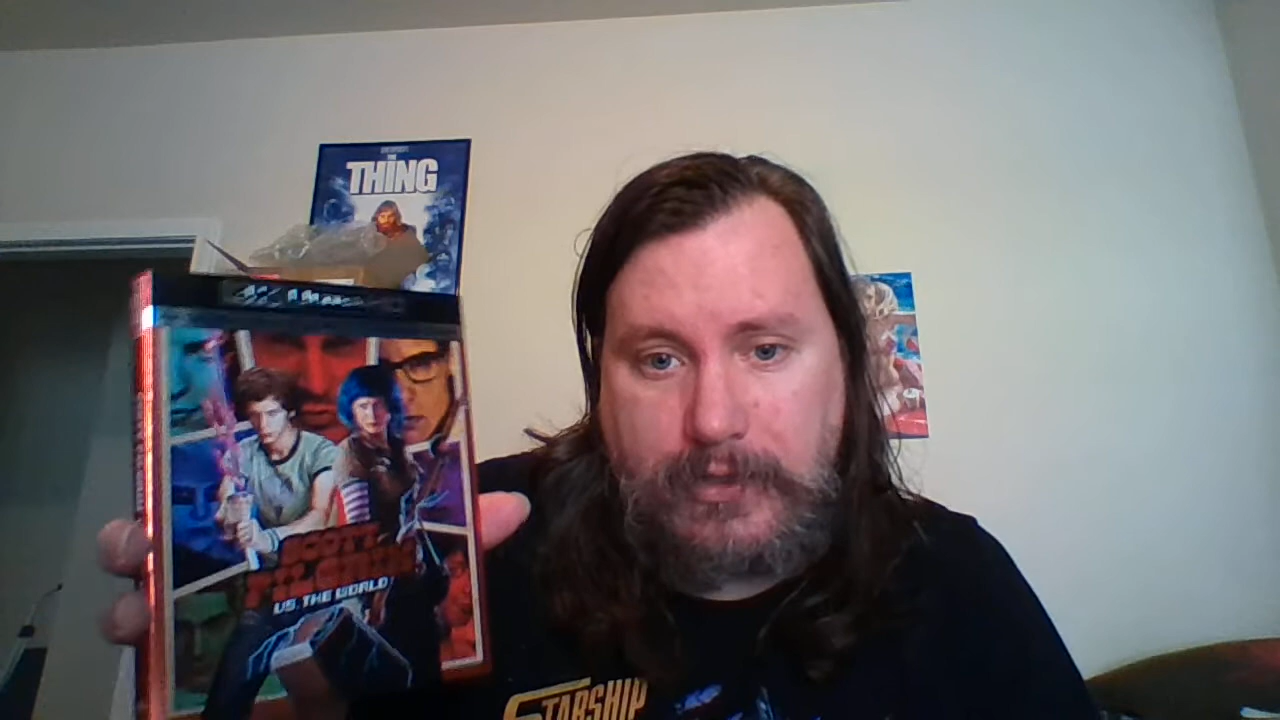 THE
THING
SCOTT
PILGRIM
VS. THE WORLD
STARSHIP